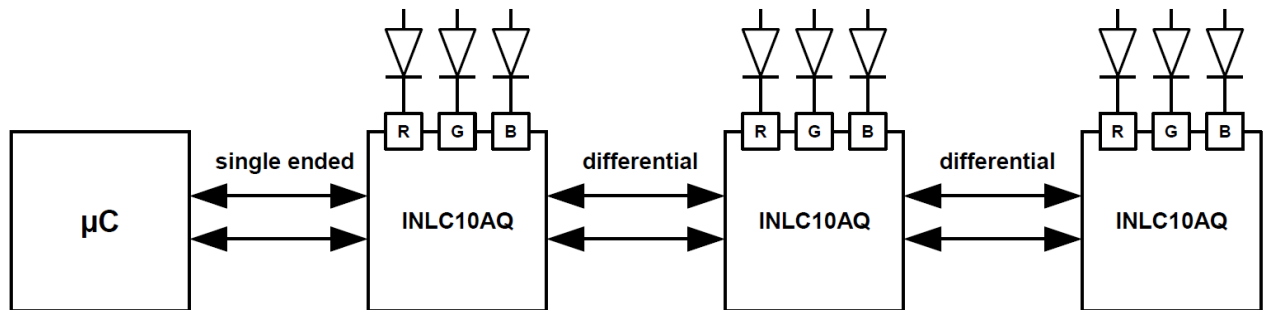 R G B
R G B
R G B
single ended
differential
differential
µC
INLC10AQ
INLC10AQ
INLC10AQ